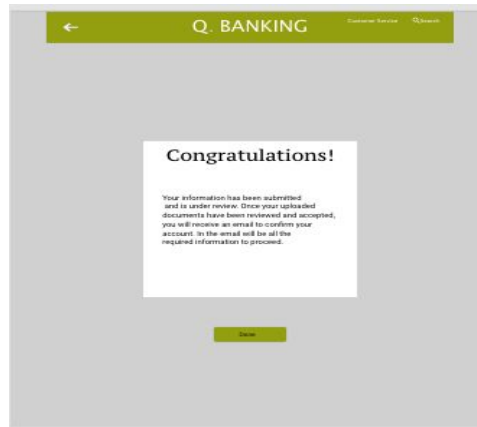 ←
Q. BANKING
Customer Service
Search
Congratulations!
Your information has been submitted
and is under review. Once your uploaded
documents have been reviewed and accepted,
you will receive an email to confirm your
account. In the email will be all the
required information to proceed.
Done